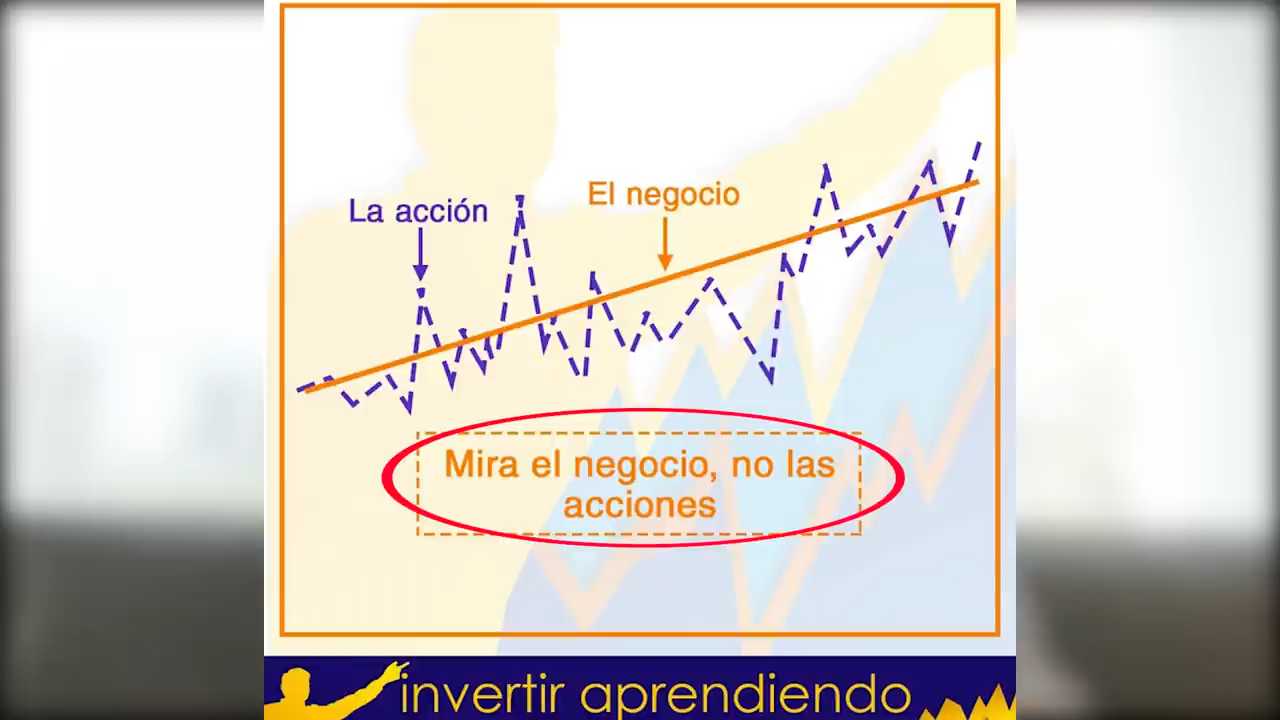 La acción
El negocio
Mira el negocio, no las
acciones
invertir aprendiendo